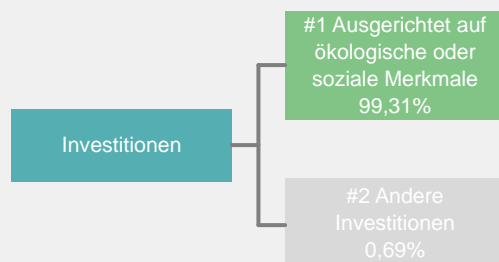 #1 Ausgerichtet auf
ökologische oder
soziale Merkmale
99,31%
Investitionen
#2 Andere
Investitionen
0,69%